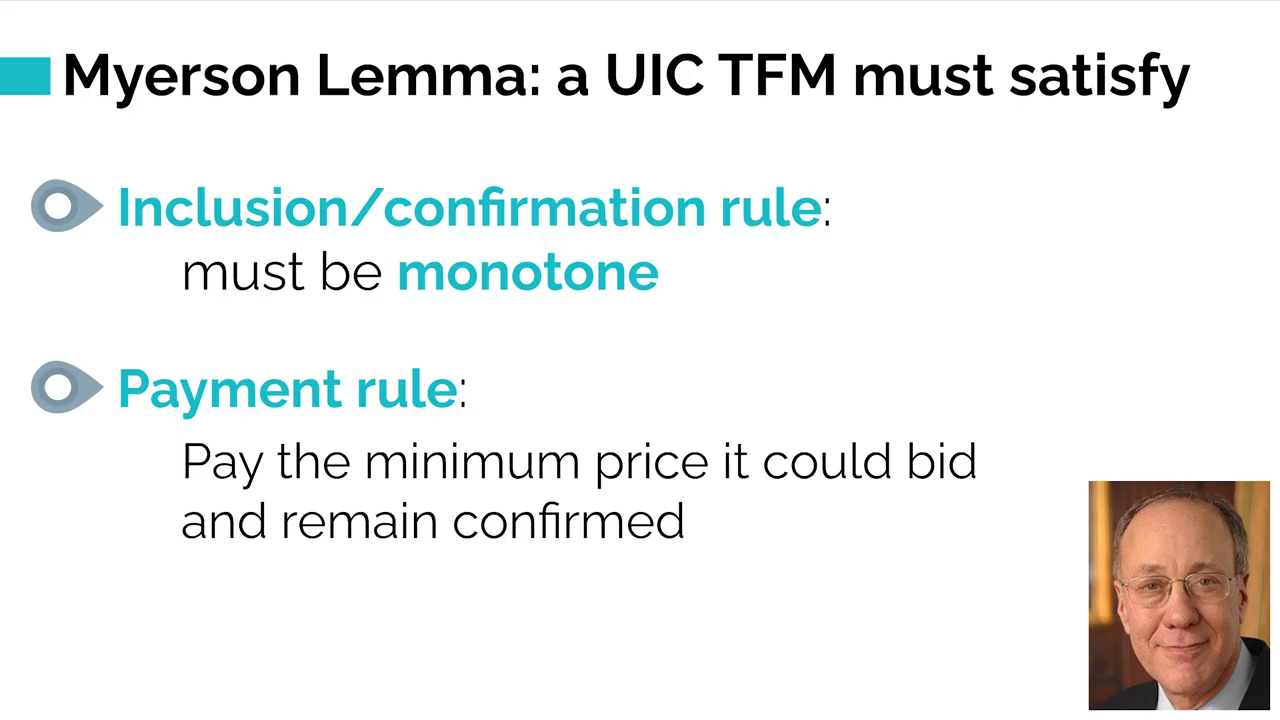 Myerson Lemma: a UIC TFM must satisfy
Inclusion/confirmation rule:
must be monotone
Payment rule:
Pay the minimum price it could bid
and remain confirmed